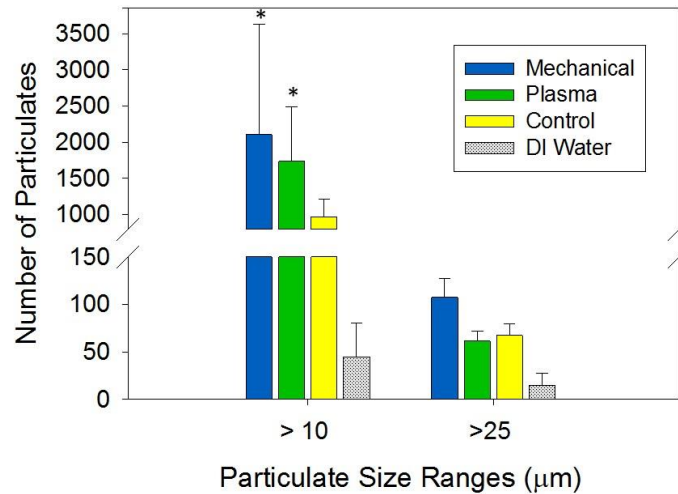 3500
3000
2500
2000
1500
1000
150
100
50
0
Number of Particulates
*
*
Mechanical
Plasma
Control
DI Water
> 10
>25
Particulate Size Ranges (μm)